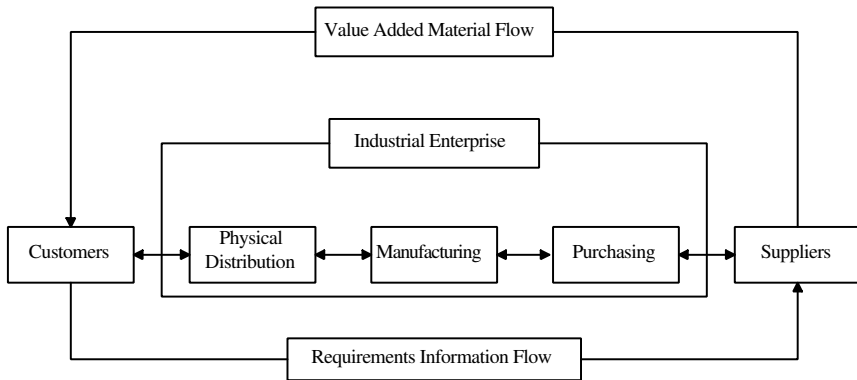 Value Added Material Flow
Industrial Enterprise
Customers
Physical
Distribution
Manufacturing
Purchasing
Suppliers
Requirements Information Flow